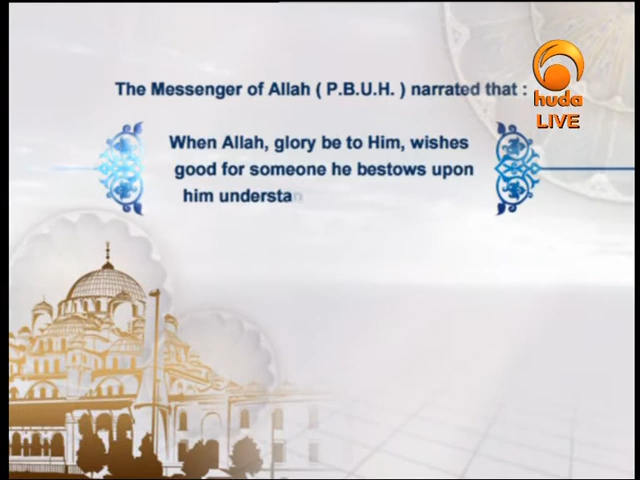 The Messenger of Allah ( P.B.U.H. ) narrated that :
huda
LIVE
When Allah, glory be to Him, wishes
good for someone he bestows upon
him understan